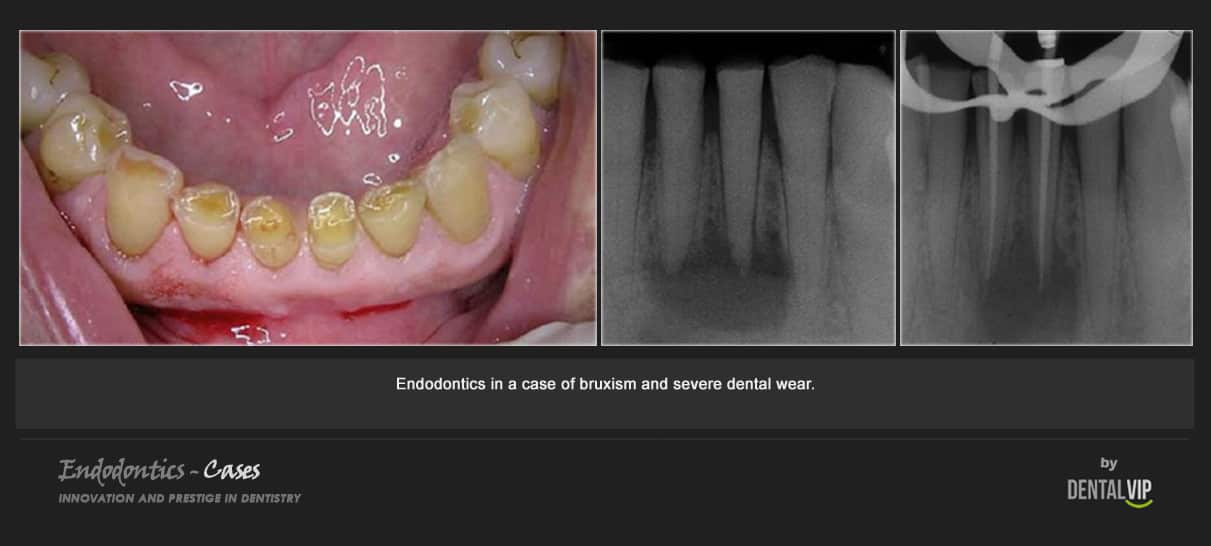 Endodontics in a case of bruxism and severe dental wear.
Endodontics - Cases
INNOVATION AND PRESTIGE IN DENTISTRY
by
DENTALVIP